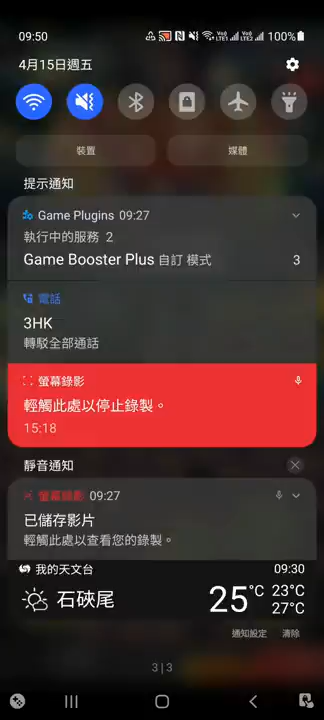 09:50
Vo) LTE1
Vo) LTE2
100%
4月15日週五
裝置
媒體
提示通知
Game Plugins 09:27
執行中的服務 2
Game Booster Plus 自訂 模式 3
電話
3HK
轉駁全部通話
螢幕錄影
輕觸此處以停止錄製。
15:18
靜音通知
螢幕錄影 09:27
已儲存影片
輕觸此處以查看您的錄製。
我的天文台 09:30
石硤尾 25°C 23°C
27°C
通知設定 清除
3|3